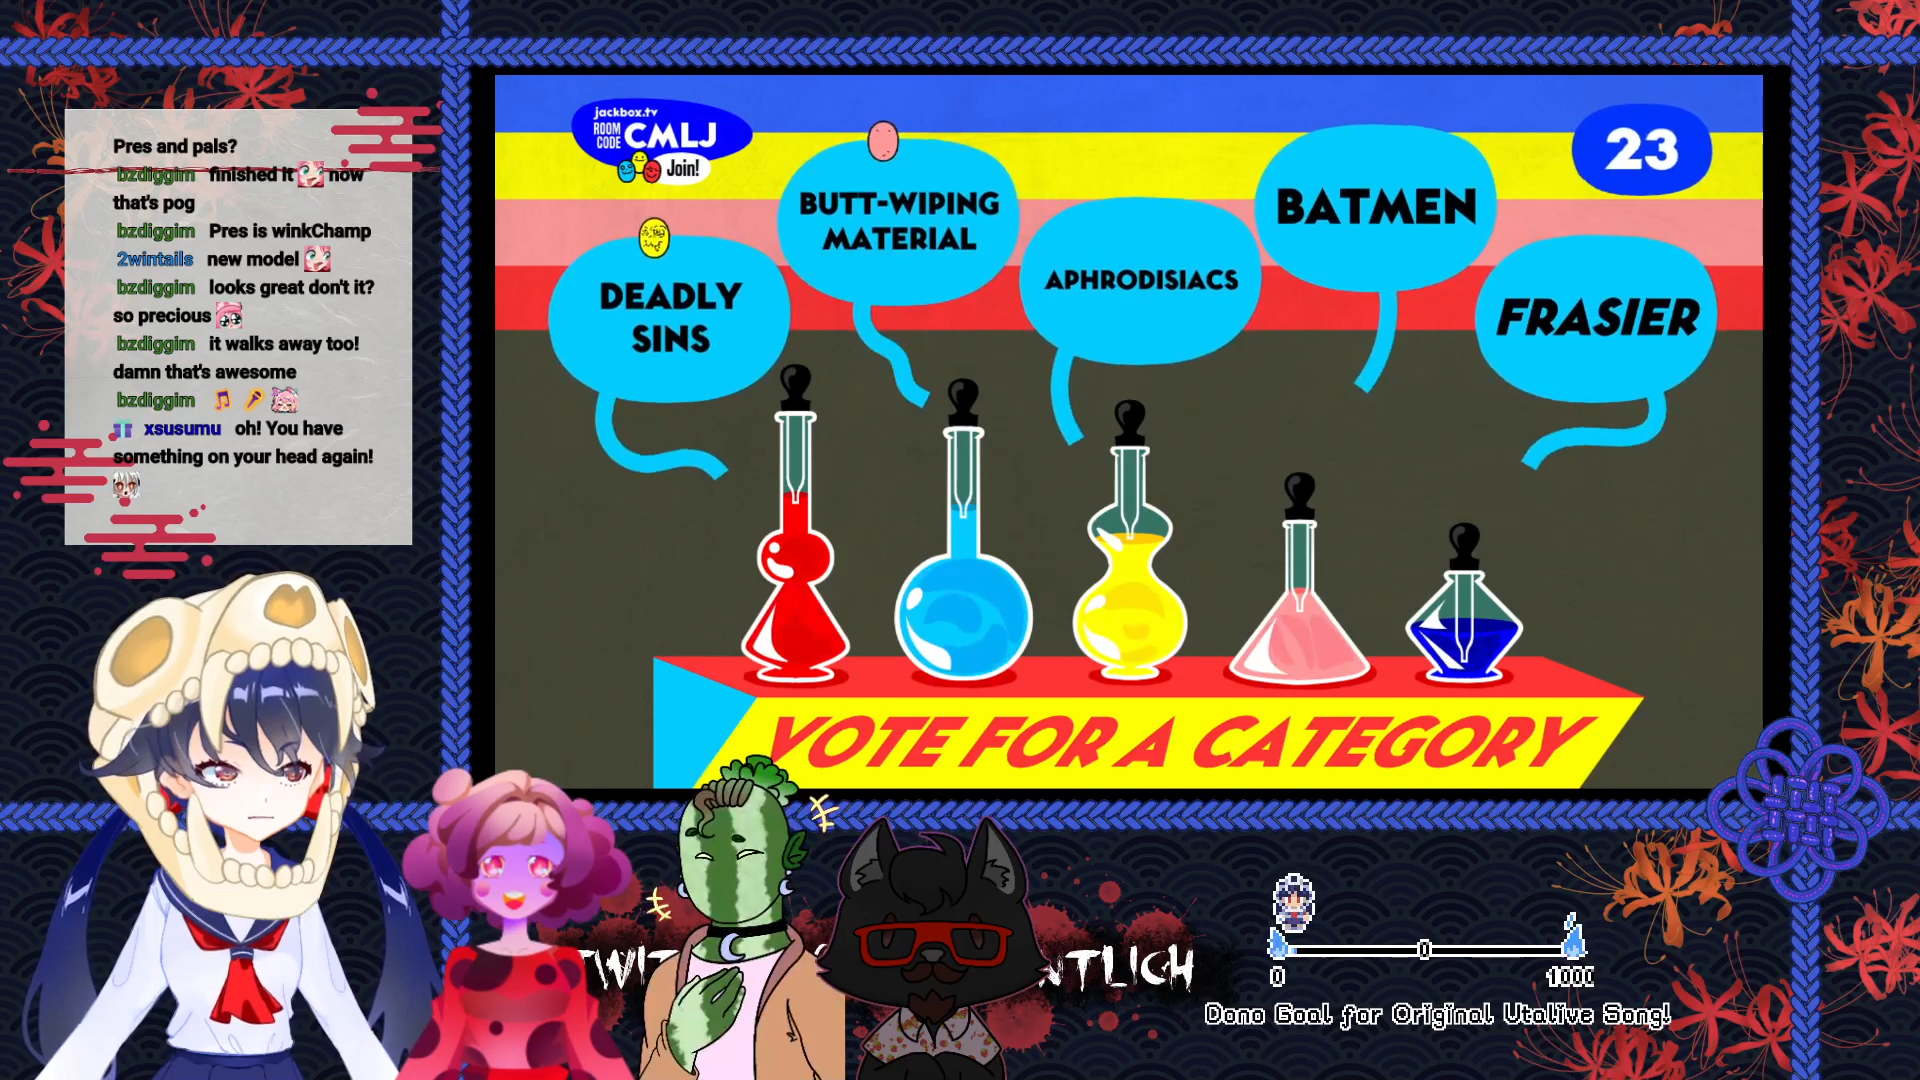 Pres and pals?
bzdiggim finished it now
that's pog
bzdiggim Pres is winkChamp
2wintails new model
bzdiggim looks great don't it?
so precious
bzdiggim it walks away too!
damn that's awesome
bzdiggim
xsusumu oh! You have
something on your head again!
jackbox.tv
ROOM
CODE CMLJ
Join!
23
DEADLY
SINS
BUTT-WIPING
MATERIAL
APHRODISIACS
BATMEN
FRASIER
VOTE FOR A CATEGORY
0
0
1000
Dono Goal for Original Utalive Song!